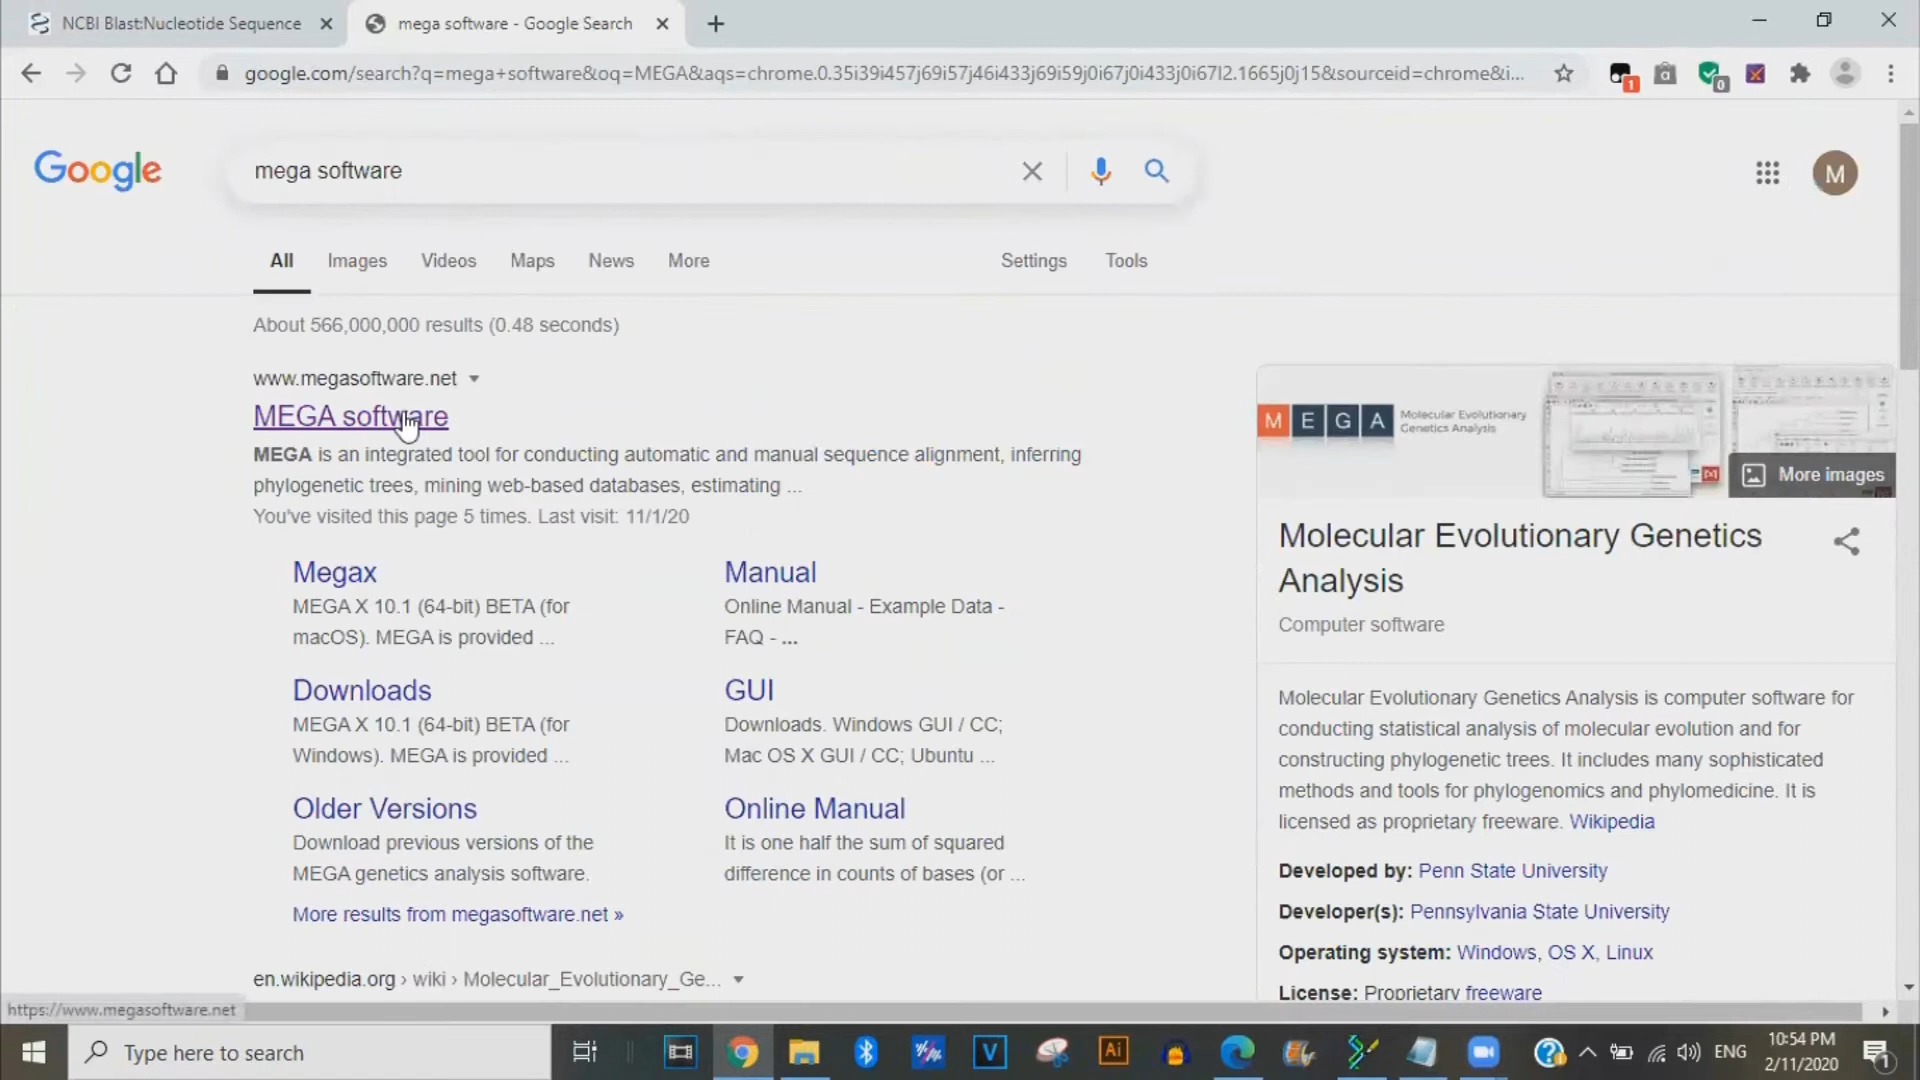 NCBI Blast:Nucleotide Sequence
mega software - Google Search
google.com/search?q=mega+software&oq=MEGA&aqs=chrome.0.35i39i457j69i57j46i433j69i59j0i67j0i433j0i67l2.1665j0j15&sourceid=chrome&i...
1
0
Google
mega software
M
All Images Videos Maps News More Settings Tools
About 566,000,000 results (0.48 seconds)
www.megasoftware.net
MEGA software
MEGA is an integrated tool for conducting automatic and manual sequence alignment, inferring
phylogenetic trees, mining web-based databases, estimating ...
You've visited this page 5 times. Last visit: 11/1/20
Megax
MEGA X 10.1 (64-bit) BETA (for
macOS). MEGA is provided ...
Manual
Online Manual - Example Data -
FAQ - ...
Downloads
MEGA X 10.1 (64-bit) BETA (for
Windows). MEGA is provided ...
GUI
Downloads. Windows GUI / CC;
Mac OS X GUI / CC; Ubuntu ...
Older Versions
Download previous versions of the
MEGA genetics analysis software.
Online Manual
It is one half the sum of squared
difference in counts of bases (or ...
More results from megasoftware.net »
en.wikipedia.org › wiki › Molecular_Evolutionary_Ge...
MEGA Molecular Evolutionary
Genetics Analysis
More images
Molecular Evolutionary Genetics
Analysis
Computer software
Molecular Evolutionary Genetics Analysis is computer software for
conducting statistical analysis of molecular evolution and for
constructing phylogenetic trees. It includes many sophisticated
methods and tools for phylogenomics and phylomedicine. It is
licensed as proprietary freeware. Wikipedia
Developed by: Penn State University
Developer(s): Pennsylvania State University
Operating system: Windows, OS X, Linux
License: Proprietary freeware
https://www.megasoftware.net
Type here to search
V
Ai
ENG
10:54 PM
2/11/2020
1